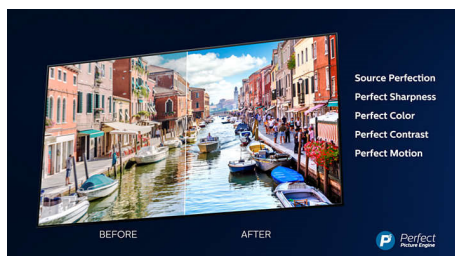 Source Perfection
Perfect Sharpness
Perfect Color
Perfect Contrast
Perfect Motion
BEFORE
AFTER
P
Perfect
Picture Engine